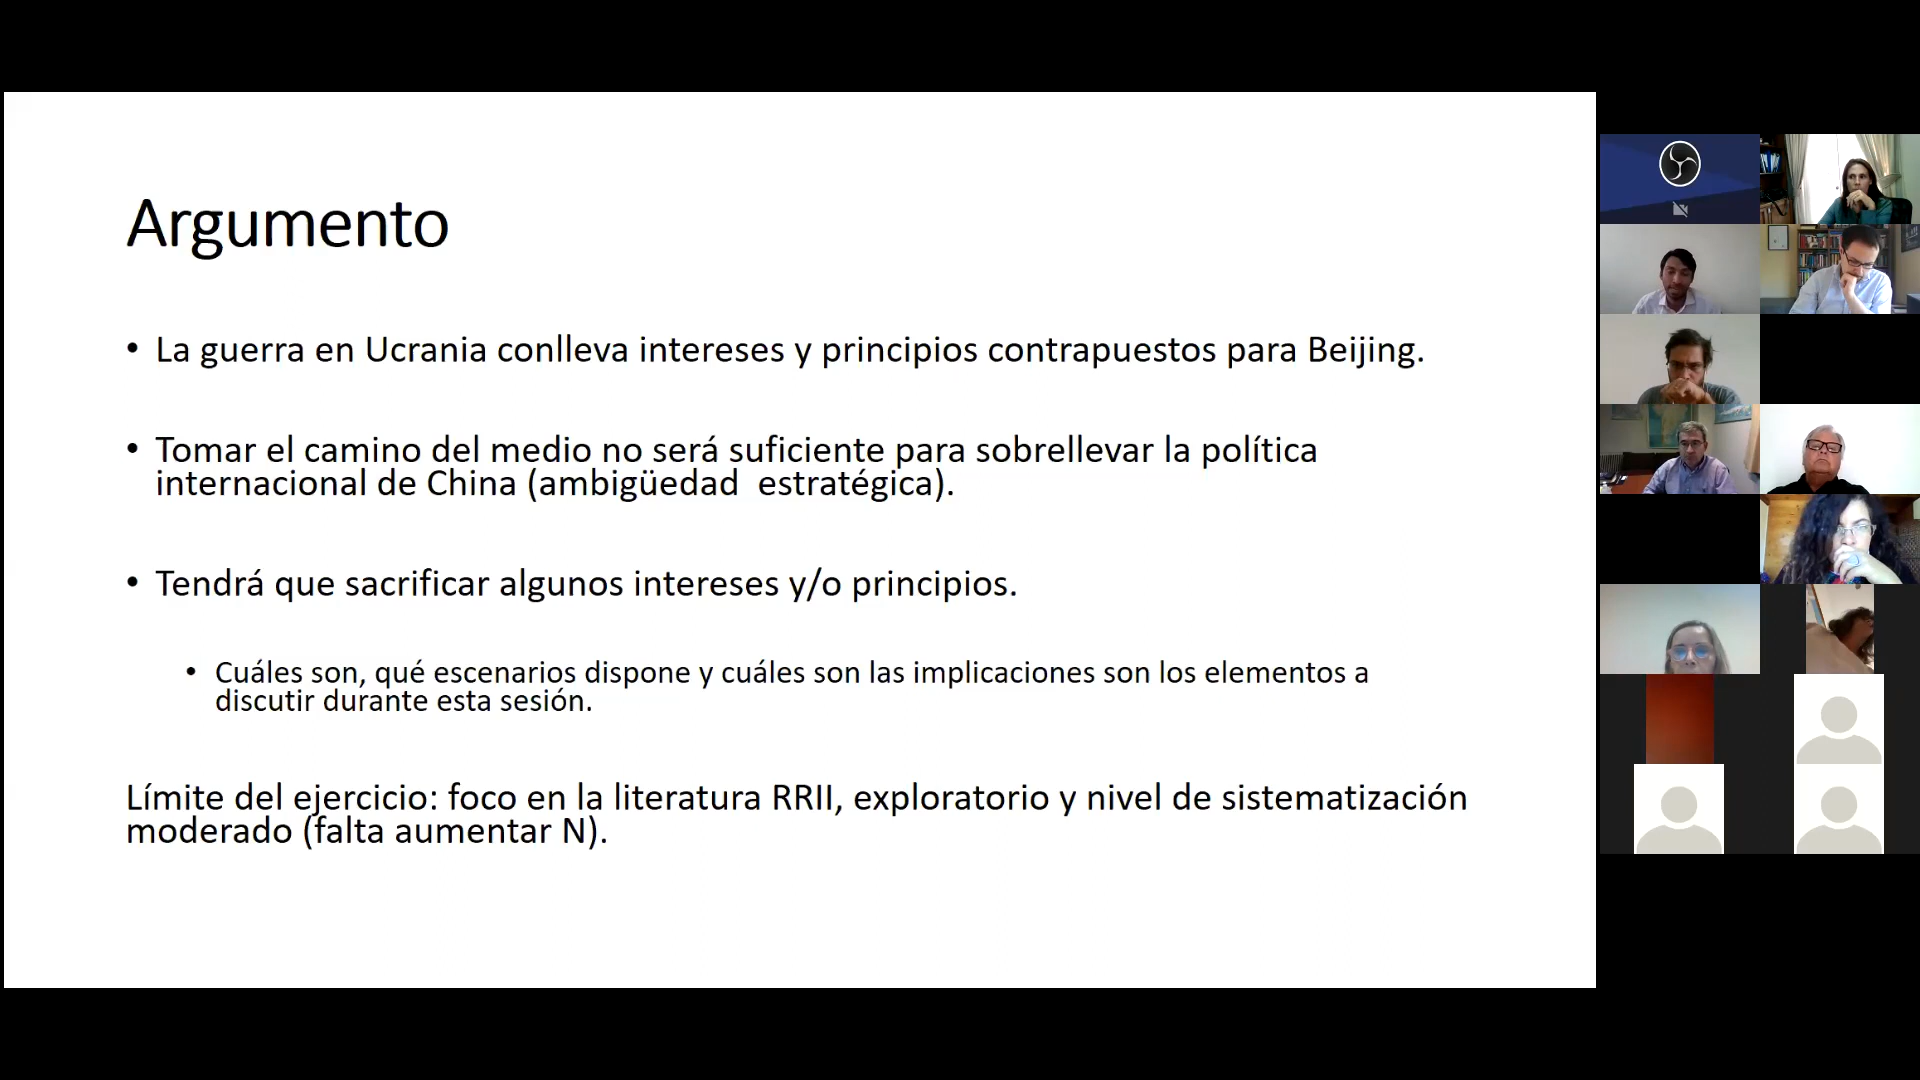 Argumento
• La guerra en Ucrania conlleva intereses y principios contrapuestos para Beijing.
• Tomar el camino del medio no será suficiente para sobrellevar la política
internacional de China (ambigüedad  estratégica).
• Tendrá que sacrificar algunos intereses y/o principios.
• Cuáles son, qué escenarios dispone y cuáles son las implicaciones son los elementos a
discutir durante esta sesión.
Límite del ejercicio: foco en la literatura RRII, exploratorio y nivel de sistematización
moderado (falta aumentar N).